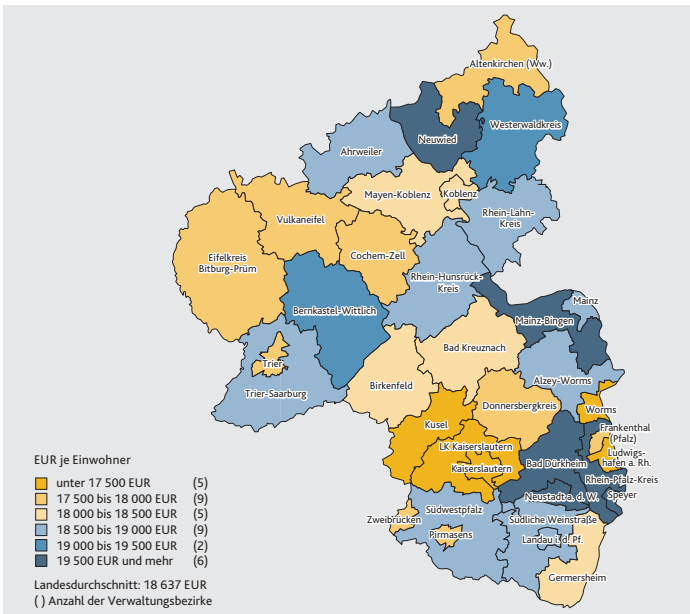 Altenkirchen (Ww.)
Neuwied
Westerwaldkreis
Ahrweiler
Mayen-Koblenz
Koblenz
Rhein-Lahn-
Kreis
Vulkaneifel
Cochem-Zell
Eifelkreis
Bitburg-Prüm
Rhein-Hunsrück-
Kreis
Bernkastel-Wittlich
Mainz
Mainz-Bingen
Bad Kreuznach
Trier
Trier-Saarburg
Birkenfeld
Alzey-Worms
Donnersbergkreis
Worms
Kusel
Frankenthal
(Pfalz)
LK Kaiserslautern
Ludwigs-
hafen a. Rh.
Kaiserslautern
Bad Dürkheim
Rhein-Pfalz-Kreis
Neustadt a. d. W.
Speyer
Zweibrücken
Südwestpfalz
Südliche Weinstraße
Pirmasens
Landau i. d. Pf.
Germersheim
EUR je Einwohner
unter 17 500 EUR (5)
17 500 bis 18 000 EUR (9)
18 000 bis 18 500 EUR (5)
18 500 bis 19 000 EUR (9)
19 000 bis 19 500 EUR (2)
19 500 EUR und mehr (6)
Landesdurchschnitt: 18 637 EUR
( ) Anzahl der Verwaltungsbezirke